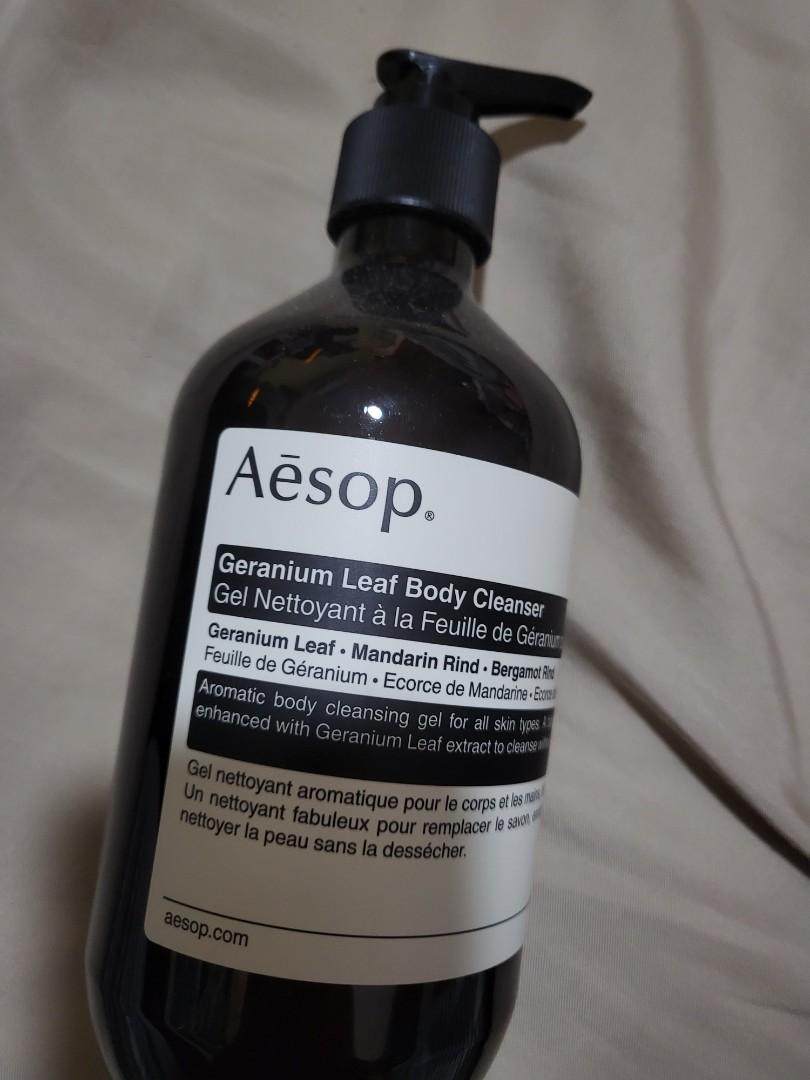 Aēsop.®
Geranium Leaf Body Cleanser
Gel Nettoyant à la Feuille de Géranium
Geranium Leaf • Mandarin Rind • Bergamot Rind
Feuille de Géranium • Ecorce de Mandarine • Ecorce de
Aromatic body cleansing gel for all skin types. A
enhanced with Geranium Leaf extract to cleanse
Gel nettoyant aromatique pour le corps et les mains,
Un nettoyant fabuleux pour remplacer le savon,
nettoyer la peau sans la dessécher.
aesop.com